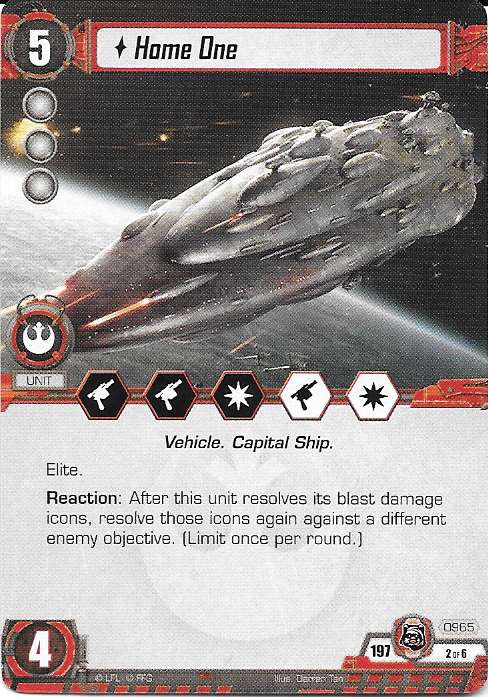 5
Home One
UNIT
Vehicle. Capital Ship.
Elite.
Reaction: After this unit resolves its blast damage
icons, resolve those icons again against a different
enemy objective. (Limit once per round.)
4
0965
197
2 OF 6
© LFL © FFG
Illus. Darren Tan